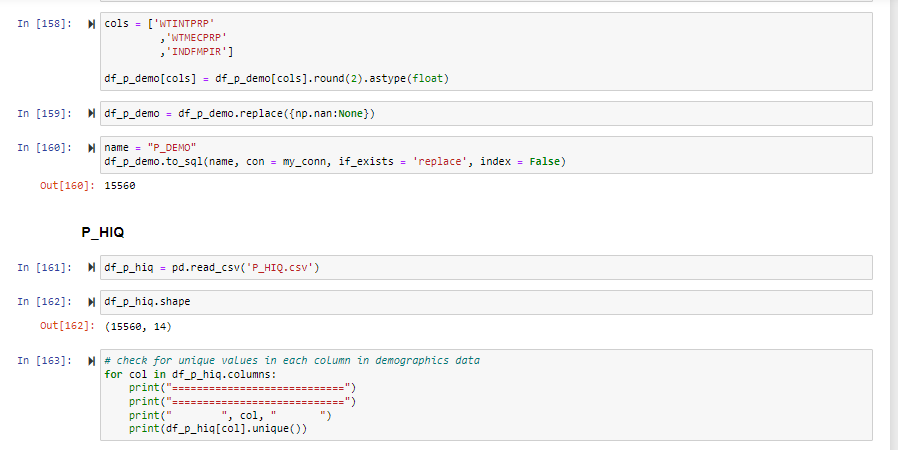 In [158]: cols = ['WTINTPRP'
,'WTMECPRP'
,'INDFMPIR']
df_p_demo[cols] = df_p_demo[cols].round(2).astype(float)
In [159]: df_p_demo = df_p_demo.replace({np.nan:None})
In [160]: name = "P_DEMO"
df_p_demo.to_sql(name, con = my_conn, if_exists = 'replace', index = False)
Out[160]: 15560
P_HIQ
In [161]: df_p_hiq = pd.read_csv('P_HIQ.csv')
In [162]: df_p_hiq.shape
Out[162]: (15560, 14)
In [163]: # check for unique values in each column in demographics data
for col in df_p_hiq.columns:
print("============================")
print("============================")
print("        ", col, "       ")
print(df_p_hiq[col].unique())